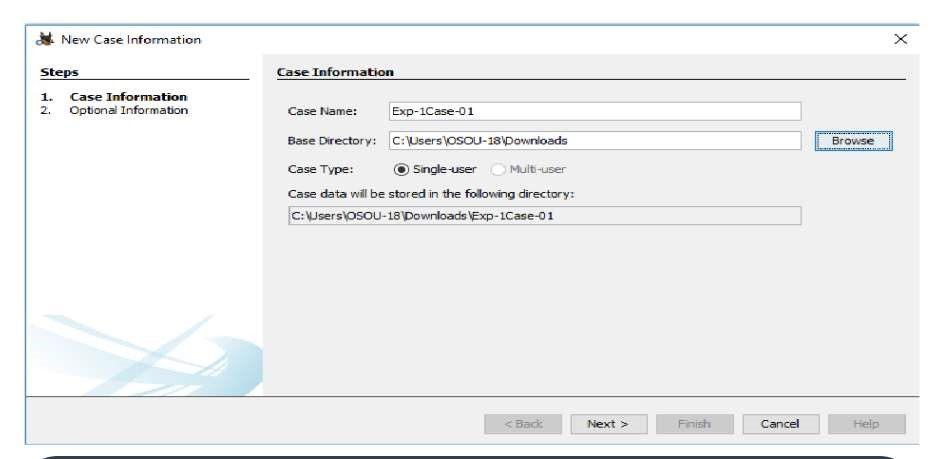 New Case Information
Steps
1. Case Information
2. Optional Information
Case Information
Case Name: Exp-1Case-01
Base Directory: C:\Users\OSOU-18\Downloads Browse
Case Type: Single-user Multi-user
Case data will be stored in the following directory:
C:\Users\OSOU-18\Downloads\Exp-1Case-01
< Back Next > Finish Cancel Help